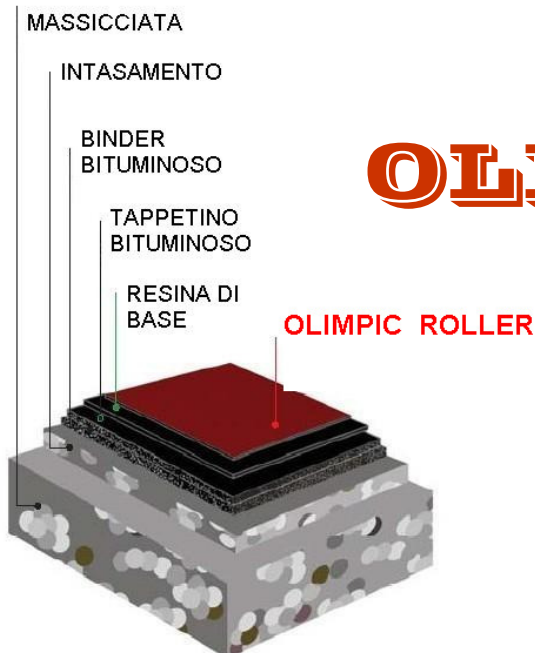 MASSICCIATA
INTASAMENTO
BINDER
BITUMINOSO
TAPPETINO
BITUMINOSO
RESINA DI
BASE
OLIMPIC ROLLER